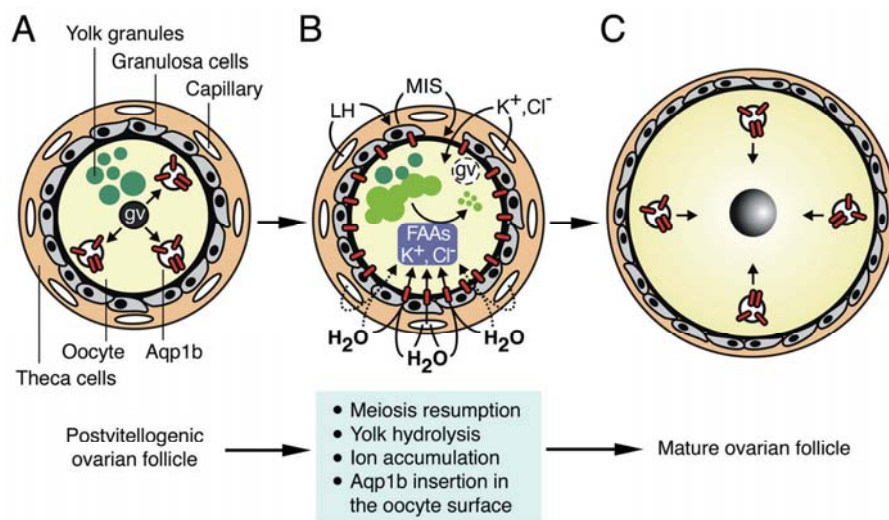 A
Yolk granules
Granulosa cells
Capillary
gv
Oocyte
Aqp1b
Theca cells
B
MIS
LH
K⁺,Cl⁻
gv
FAAs
K⁺, Cl⁻
H₂O
H₂O
H₂O
C
Postvitellogenic
ovarian follicle
• Meiosis resumption
• Yolk hydrolysis
• Ion accumulation
• Aqp1b insertion in
the oocyte surface
Mature ovarian follicle